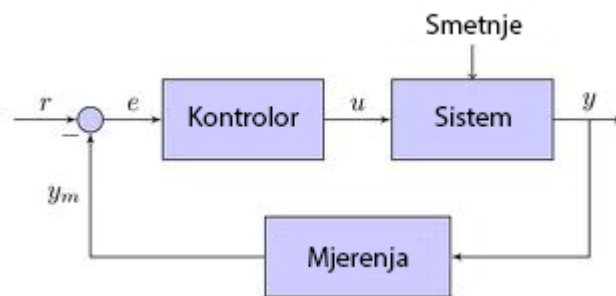 Smetnje
r
e
Kontrolor
u
Sistem
y
−
y_m
Mjerenja